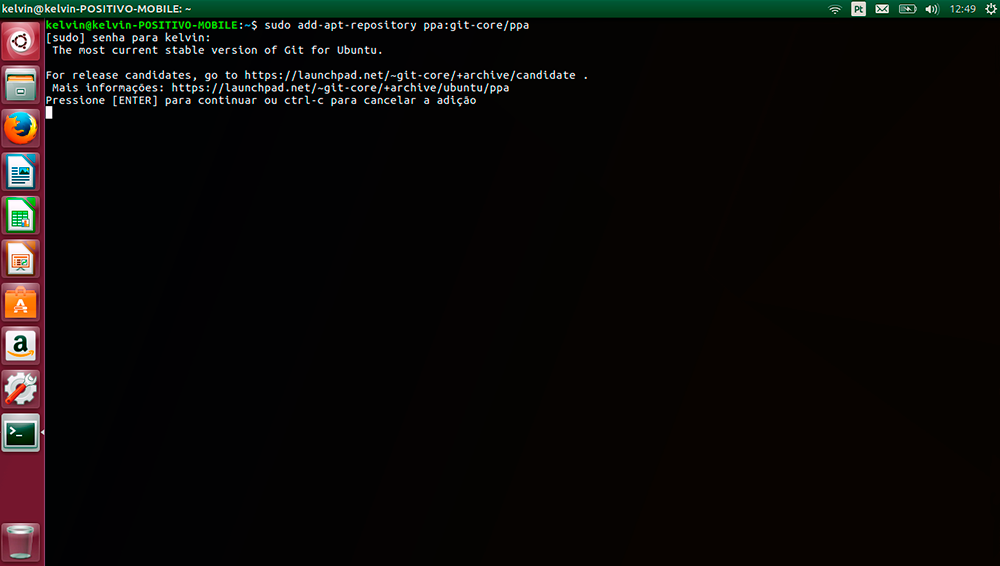 kelvin@kelvin-POSITIVO-MOBILE: ~
Pt
12:49
kelvin@kelvin-POSITIVO-MOBILE:~$ sudo add-apt-repository ppa:git-core/ppa
[sudo] senha para kelvin:
The most current stable version of Git for Ubuntu.
For release candidates, go to https://launchpad.net/~git-core/+archive/candidate .
Mais informações: https://launchpad.net/~git-core/+archive/ubuntu/ppa
Pressione [ENTER] para continuar ou ctrl-c para cancelar a adição
A
a
>_